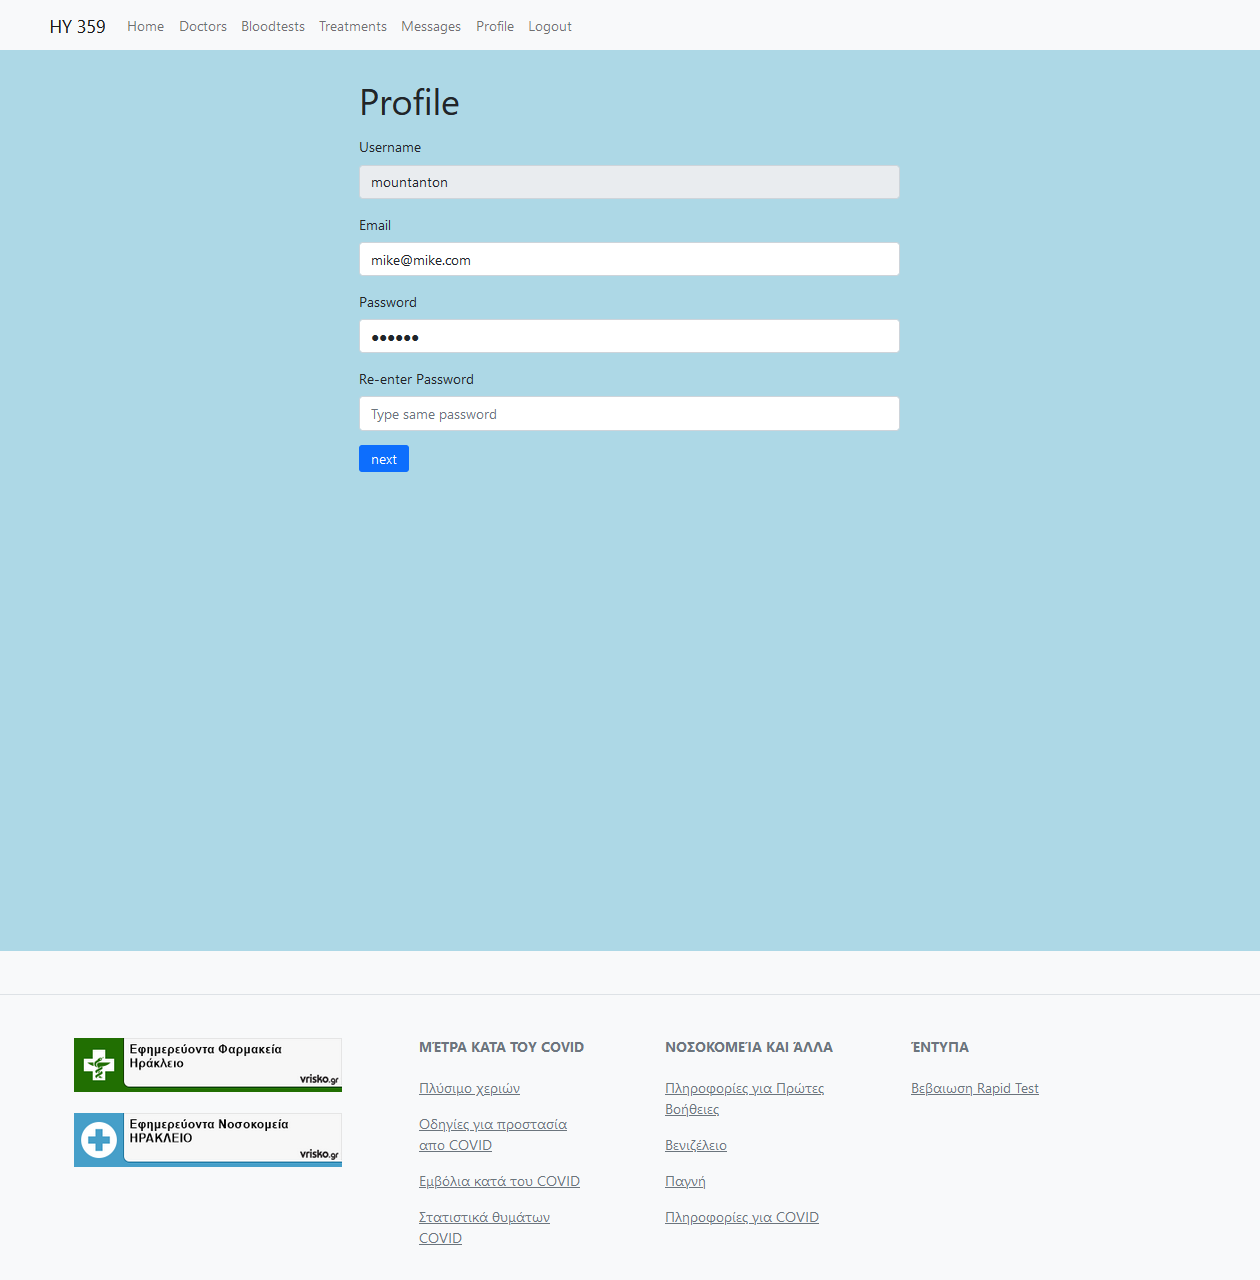 HY 359 Home Doctors Bloodtests Treatments Messages Profile Logout
Profile
Username
mountanton
Email
mike@mike.com
Password
●●●●●●
Re-enter Password
Type same password
next
Εφημερεύοντα Φαρμακεία
Ηράκλειο
vrisko.gr
Εφημερεύοντα Νοσοκομεία
ΗΡΑΚΛΕΙΟ
vrisko.gr
ΜΈΤΡΑ ΚΑΤΑ ΤΟΥ COVID
Πλύσιμο χεριών
Οδηγίες για προστασία
απο COVID
Εμβόλια κατά του COVID
Στατιστικά θυμάτων
COVID
ΝΟΣΟΚΟΜΕΊΑ ΚΑΙ ΆΛΛΑ
Πληροφορίες για Πρώτες
Βοήθειες
Βενιζέλειο
Παγνή
Πληροφορίες για COVID
ΈΝΤΥΠΑ
Βεβαιωση Rapid Test